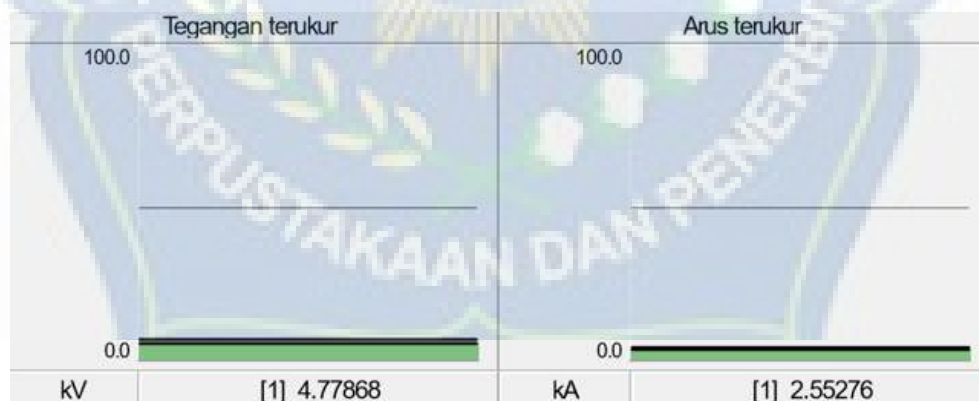 Tegangan terukur Arus terukur
100.0 100.0
PERPUSTAKAAN DAN PENERBI
0.0 0.0
kV [1] 4.77868 kA [1] 2.55276